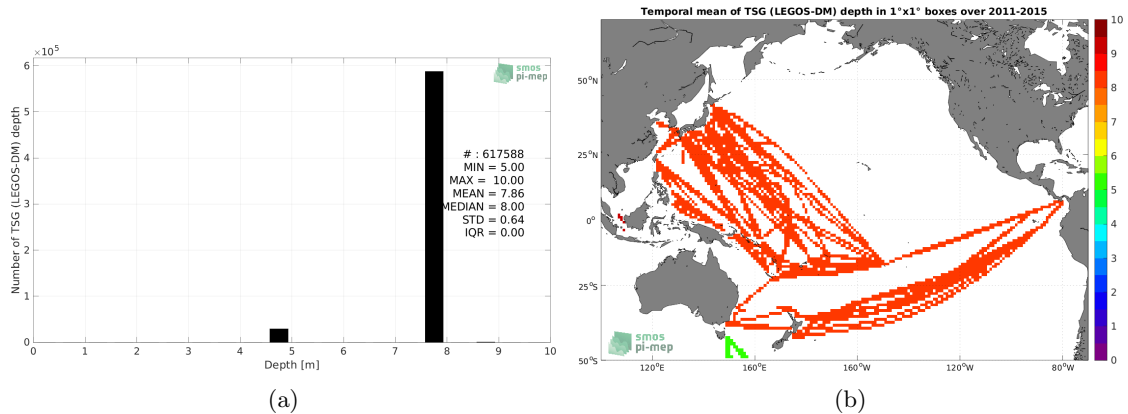 ×10⁵
6
5
4
3
2
1
0
Number of TSG (LEGOS-DM) depth
smos
pi-mep
# : 617588
MIN = 5.00
MAX = 10.00
MEAN = 7.86
MEDIAN = 8.00
STD = 0.64
IQR = 0.00
0 1 2 3 4 5 6 7 8 9 10
Depth [m]
(a)
Temporal mean of TSG (LEGOS-DM) depth in 1°x1° boxes over 2011-2015
50°N
25°N
0°
25°S
50°S
120°E 140°E 160°W 160°W 120°W 80°W
smos
pi-mep
10
9
8
7
6
5
4
3
2
1
0
(b)